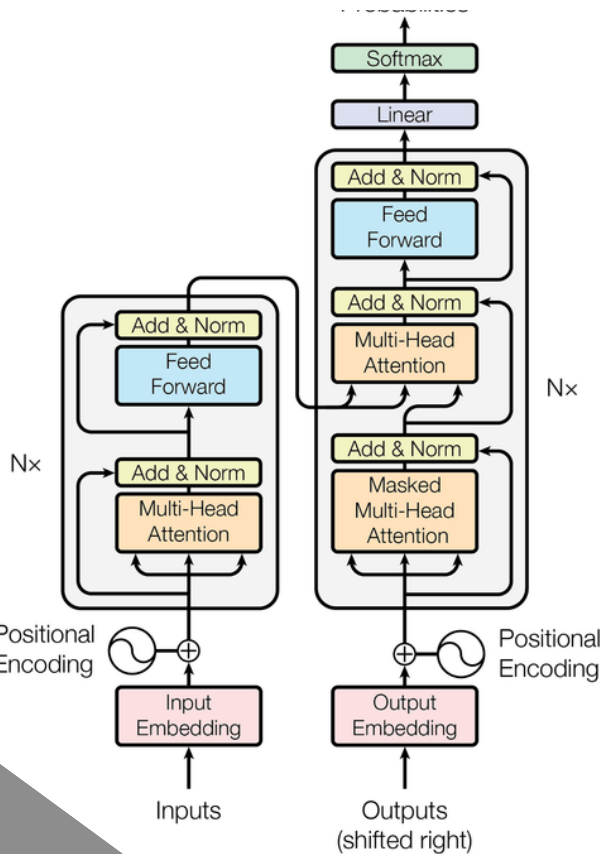 Softmax
Linear
Add & Norm
Feed
Forward
Add & Norm
Multi-Head
Attention
Add & Norm
Masked
Multi-Head
Attention
Nx
Add & Norm
Feed
Forward
Add & Norm
Multi-Head
Attention
Nx
Positional
Encoding
Positional
Encoding
Input
Embedding
Output
Embedding
Inputs
Outputs
(shifted right)